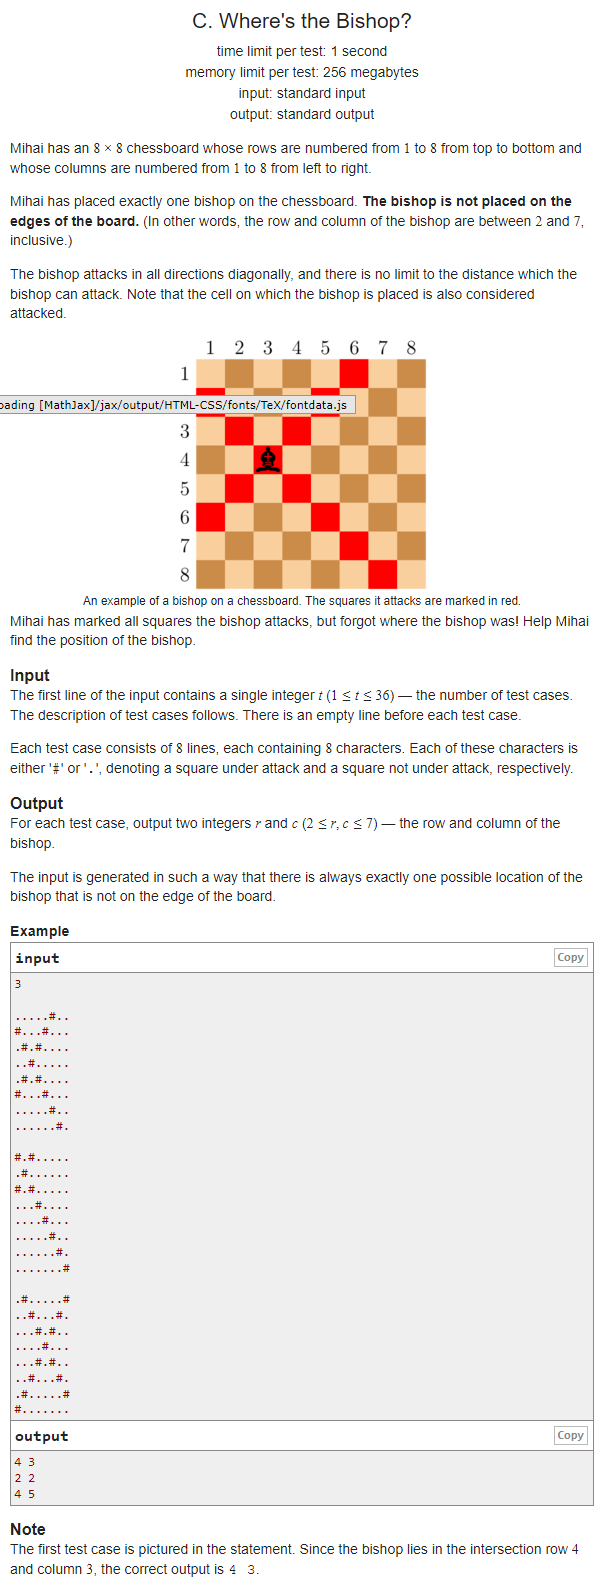 C. Where's the Bishop?
time limit per test: 1 second
memory limit per test: 256 megabytes
input: standard input
output: standard output
Mihai has an 8 × 8 chessboard whose rows are numbered from 1 to 8 from top to bottom and
whose columns are numbered from 1 to 8 from left to right.
Mihai has placed exactly one bishop on the chessboard. The bishop is not placed on the
edges of the board. (In other words, the row and column of the bishop are between 2 and 7,
inclusive.)
The bishop attacks in all directions diagonally, and there is no limit to the distance which the
bishop can attack. Note that the cell on which the bishop is placed is also considered
attacked.
1 2 3 4 5 6 7 8
1
oading [MathJax]/jax/output/HTML-CSS/fonts/TeX/fontdata.js
3
4
5
6
7
8
An example of a bishop on a chessboard. The squares it attacks are marked in red.
Mihai has marked all squares the bishop attacks, but forgot where the bishop was! Help Mihai
find the position of the bishop.
Input
The first line of the input contains a single integer t (1 ≤ t ≤ 36) — the number of test cases.
The description of test cases follows. There is an empty line before each test case.
Each test case consists of 8 lines, each containing 8 characters. Each of these characters is
either '#' or '.', denoting a square under attack and a square not under attack, respectively.
Output
For each test case, output two integers r and c (2 ≤ r, c ≤ 7) — the row and column of the
bishop.
The input is generated in such a way that there is always exactly one possible location of the
bishop that is not on the edge of the board.
Example
input Copy
3
.....#..
#...#...
.#.#....
..#.....
.#.#....
#...#...
.....#..
......#.
#.#.....
.#......
#.#.....
...#....
....#...
.....#..
......#.
.......#
.#.....#
..#...#.
...#.#..
....#...
...#.#..
..#...#.
.#.....#
#.......
output Copy
4 3
2 2
4 5
Note
The first test case is pictured in the statement. Since the bishop lies in the intersection row 4
and column 3, the correct output is 4 3.